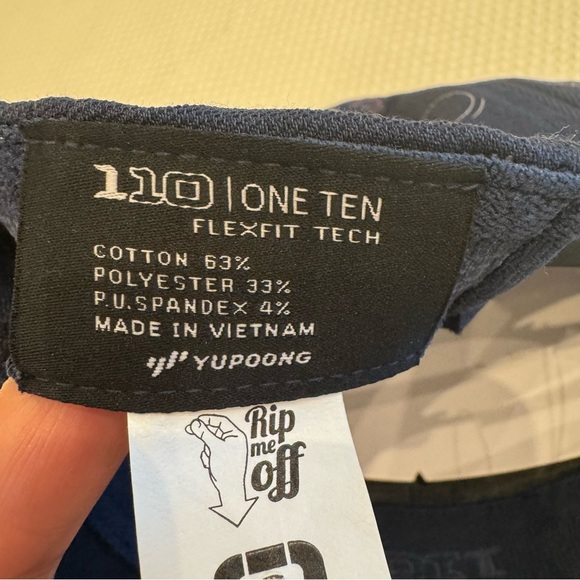 110 | ONE TEN
FLEXFIT TECH
COTTON 63%
POLYESTER 33%
P.U.SPANDEX 4%
MADE IN VIETNAM
YUPOONG
Rip
me
off